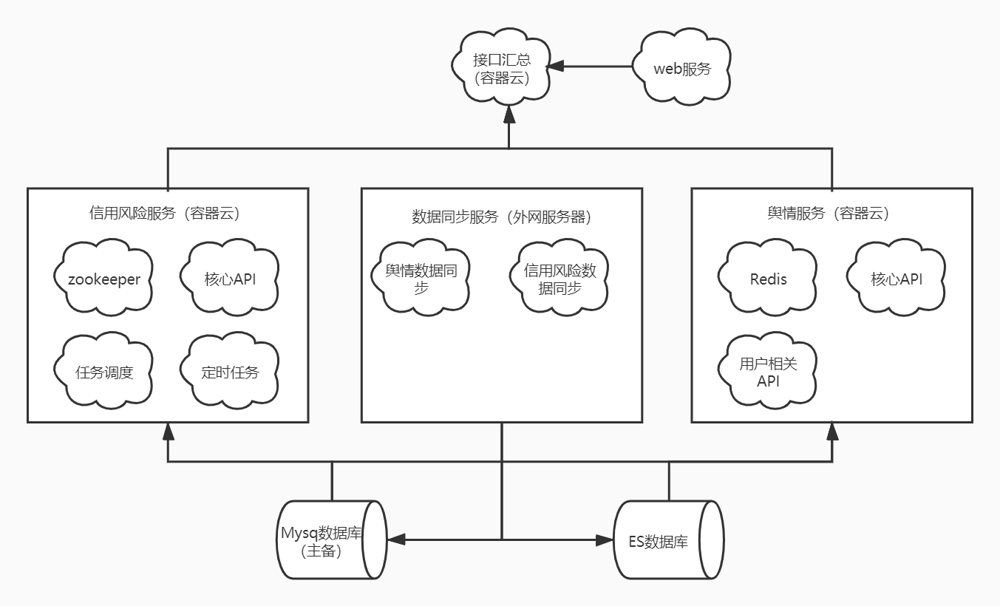 接口汇总
（容器云）
web服务
信用风险服务（容器云）
zookeeper
核心API
任务调度
定时任务
数据同步服务（外网服务器）
舆情数据同
步
信用风险数
据同步
舆情服务（容器云）
Redis
核心API
用户相关
API
Mysq数据库
（主备）
ES数据库